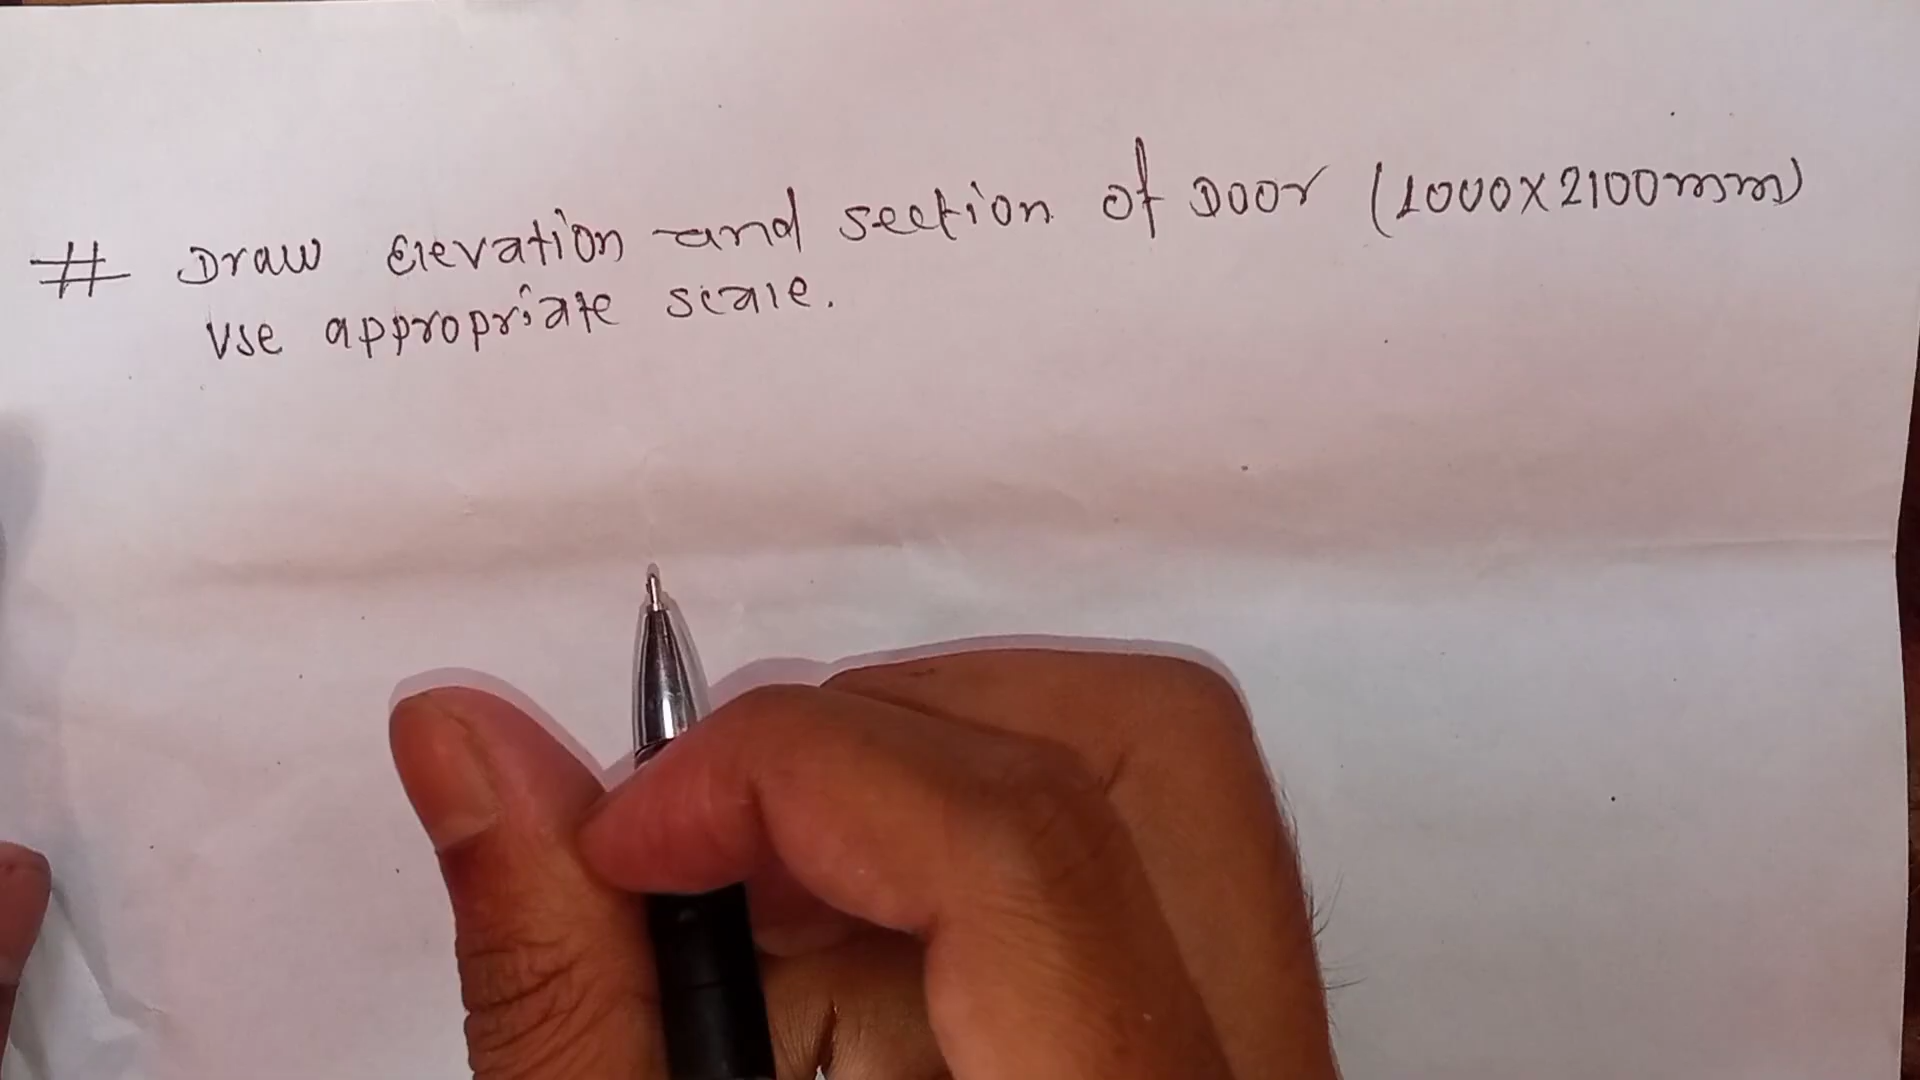 # Draw Elevation and section of Door (1000X2100mm)
Use appropriate scale.